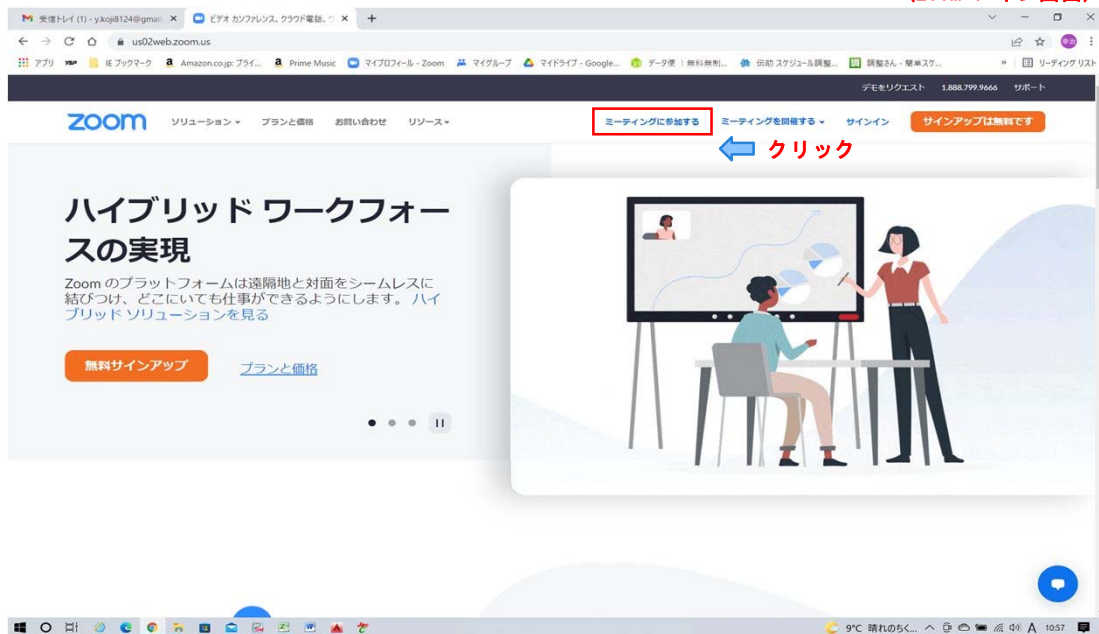 受信トレイ (1) - y.koji8124@gmai
ビデオ カンファレンス、クラウド電話、
us02web.zoom.us
アプリ
IE ブックマーク
Amazon.co.jp: プライ...
Prime Music
マイプロフィール - Zoom
マイグループ
マイドライブ - Google...
データ便 | 無料無制...
伝助 スケジュール調整...
調整さん - 簡単スケ...
»
リーディング リスト
デモをリクエスト 1.888.799.9666 サポート
zoom ソリューション プランと価格 お問い合わせ リソース
ミーティングに参加する ミーティングを開催する サインイン サインアップは無料です
クリック
ハイブリッド ワークフォー
スの実現
Zoom のプラットフォームは遠隔地と対面をシームレスに
結びつけ、どこにいても仕事ができるようにします。 ハイ
ブリッド ソリューションを見る
無料サインアップ プランと価格
9°C 晴れのち く... A 10:57